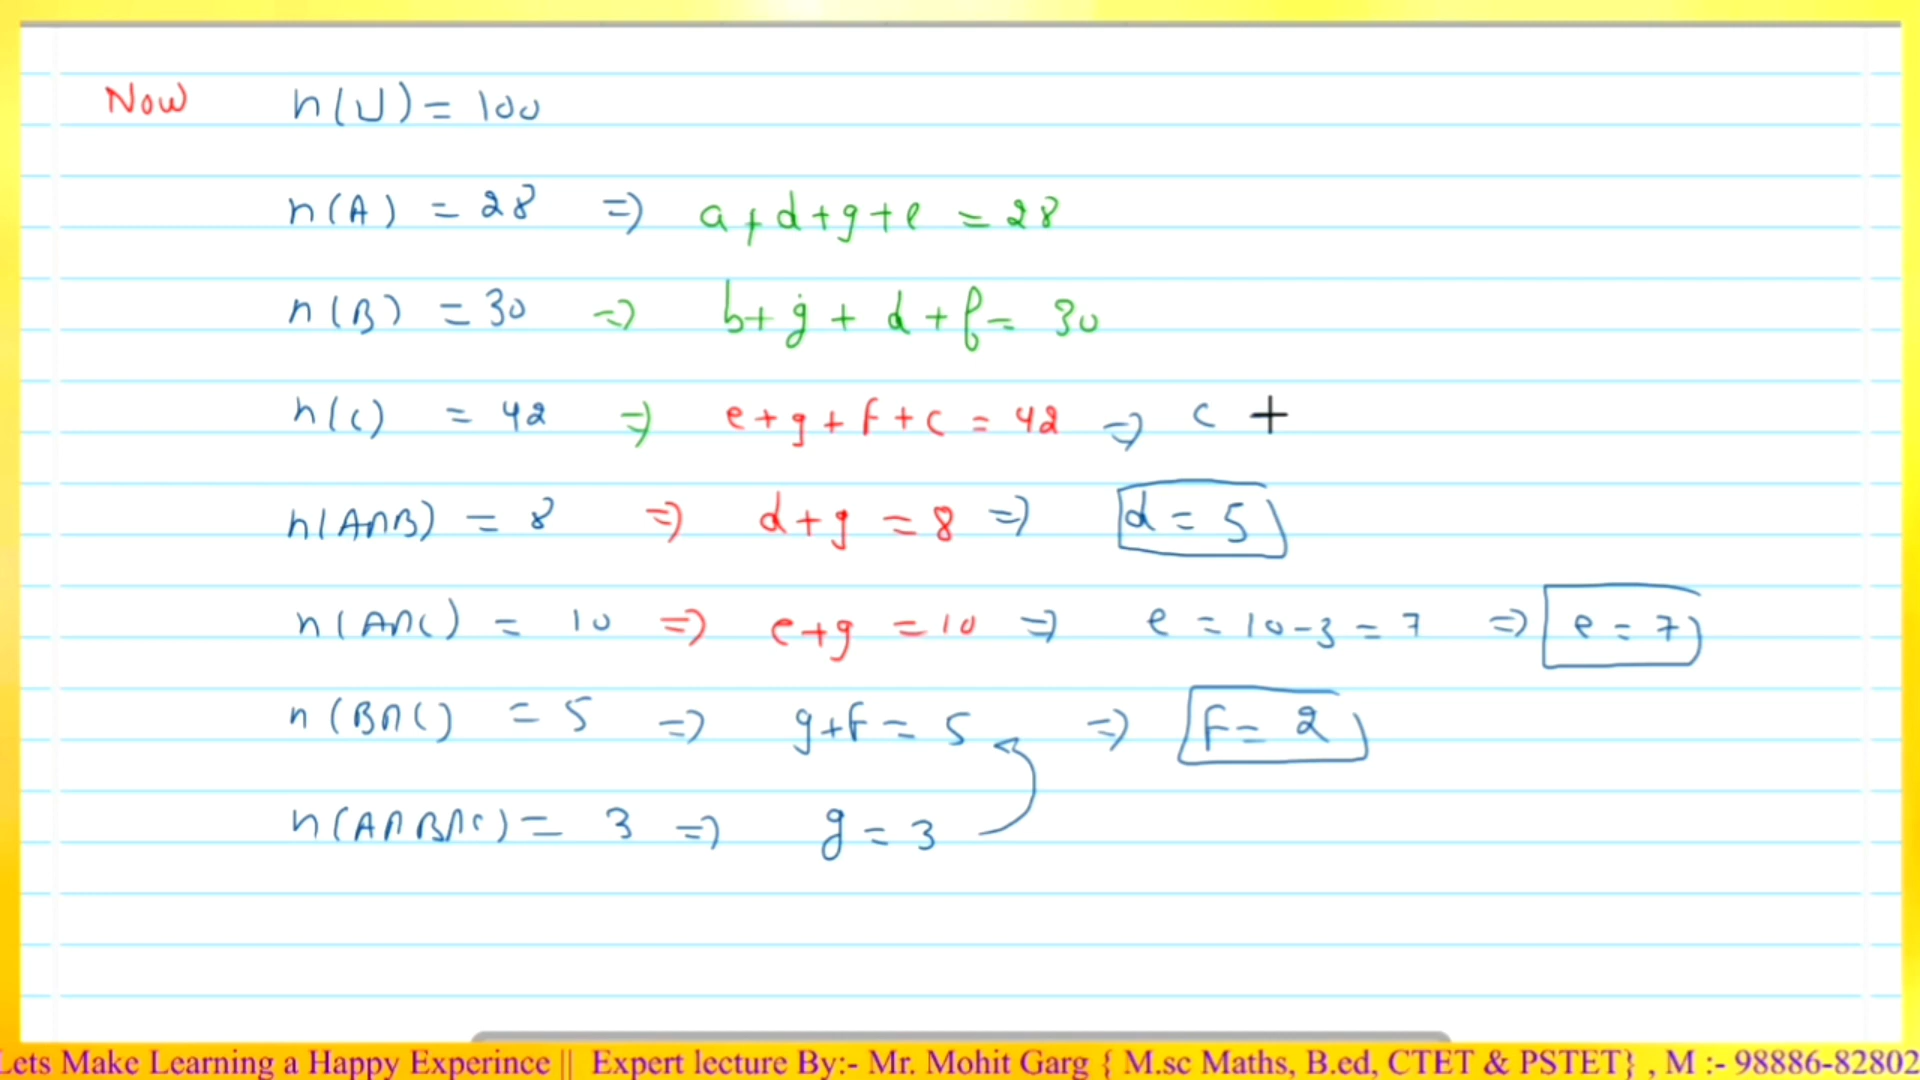 Now n(U) = 100
n(A) = 28 => a+d+g+e = 28
n(B) = 30 => b+g+d+f = 30
n(C) = 42 => e+g+f+c = 42 => c
n(A∩B) = 8 => d+g = 8 => d = 5
n(A∩C) = 10 => e+g = 10 => e = 10-3 = 7 => e = 7
n(B∩C) = 5 => g+f = 5 => f = 2
n(A∩B∩C) = 3 => g = 3
Lets Make Learning a Happy Experince || Expert lecture By:- Mr. Mohit Garg { M.sc Maths, B.ed, CTET & PSTET} , M :- 98886-82802